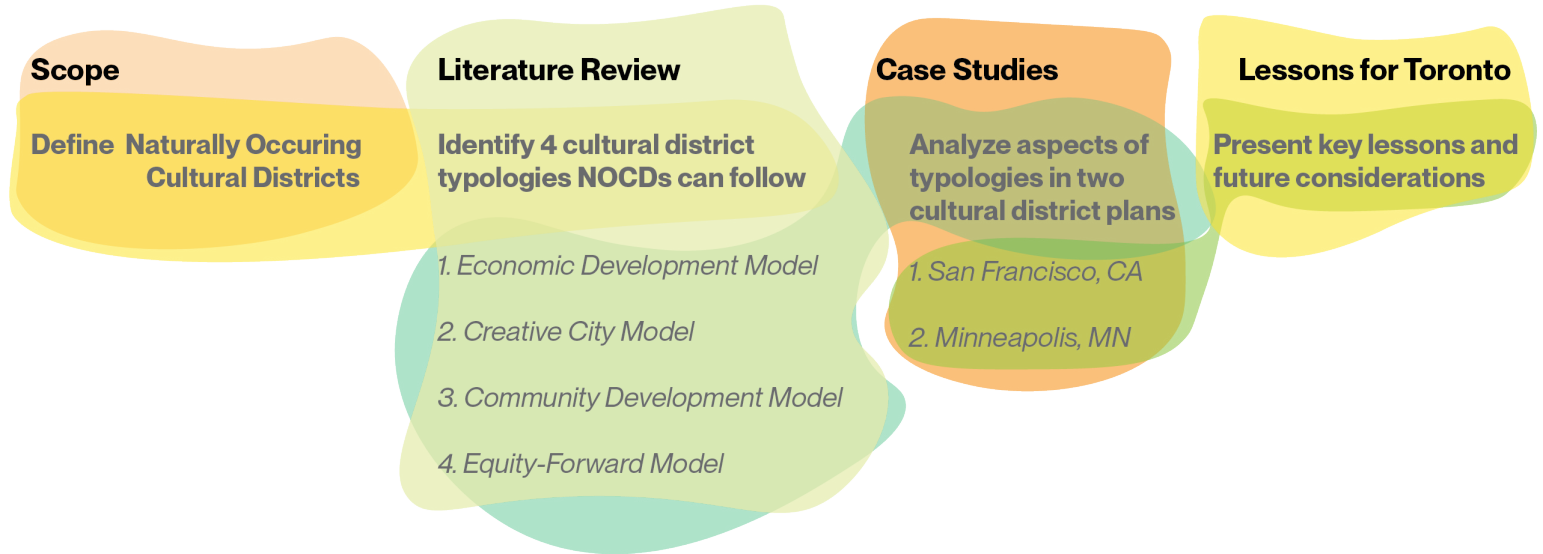 Scope
Define Naturally Occuring
Cultural Districts
Literature Review
Identify 4 cultural district
typologies NOCDs can follow
1. Economic Development Model
2. Creative City Model
3. Community Development Model
4. Equity-Forward Model
Case Studies
Analyze aspects of
typologies in two
cultural district plans
1. San Francisco, CA
2. Minneapolis, MN
Lessons for Toronto
Present key lessons and
future considerations